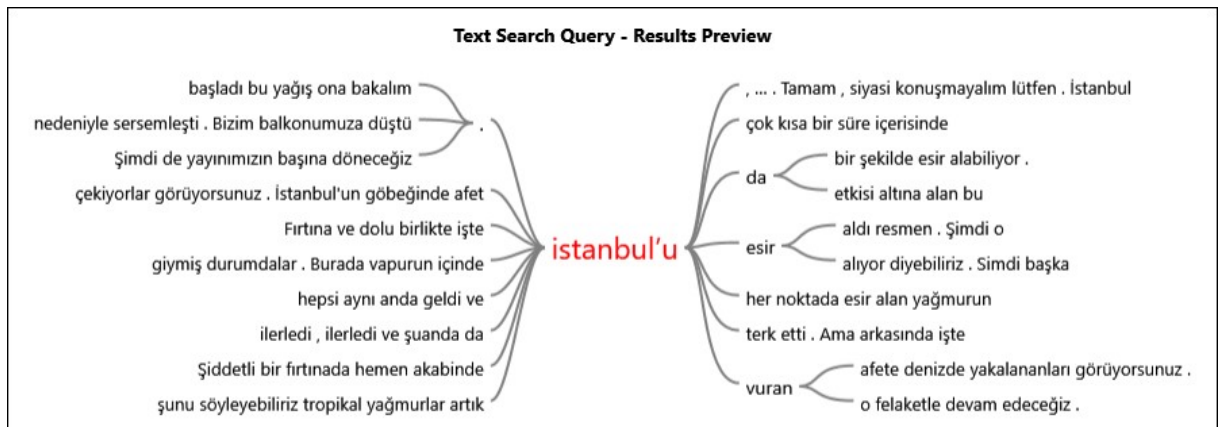 Text Search Query - Results Preview
başladı bu yağış ona bakalım
nedeniyle sersemleşti . Bizim balkonumuza düştü
Şimdi de yayınımızın başına döneceğiz
.
çekiyorlar görüyorsunuz . İstanbul'un göbeğinde afet
Fırtına ve dolu birlikte işte
giymiş durumdalar . Burada vapurun içinde
hepsi aynı anda geldi ve
ilerledi , ilerledi ve şuanda da
Şiddetli bir fırtınada hemen akabinde
şunu söyleyebiliriz tropikal yağmurlar artık
istanbul’u
, ... . Tamam , siyasi konuşmayalım lütfen . İstanbul
çok kısa bir süre içerisinde
da
bir şekilde esir alabiliyor .
etkisi altına alan bu
esir
aldı resmen . Şimdi o
alıyor diyebiliriz . Simdi başka
her noktada esir alan yağmurun
terk etti . Ama arkasında işte
vuran
afete denizde yakalananları görüyorsunuz .
o felaketle devam edeceğiz .